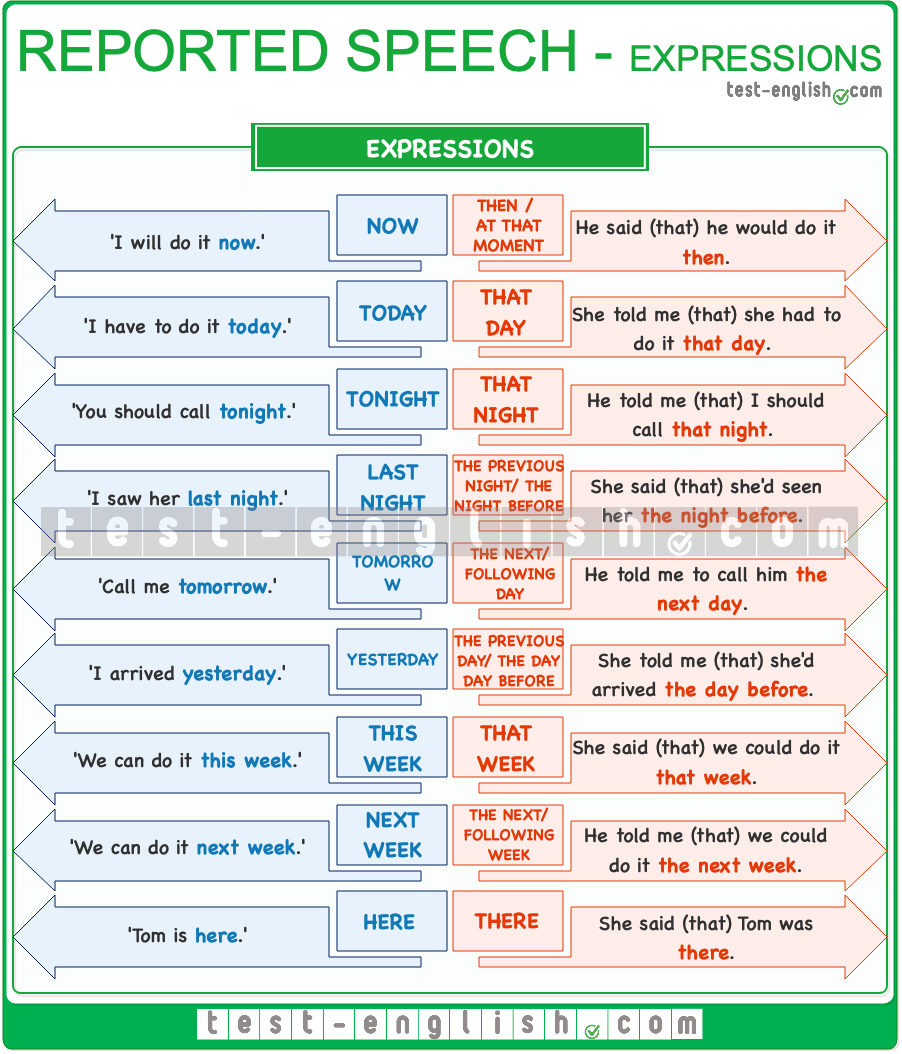 REPORTED SPEECH - EXPRESSIONS
test-english.com
EXPRESSIONS
'I will do it now.'
NOW
THEN /
AT THAT
MOMENT
He said (that) he would do it
then.
'I have to do it today.'
TODAY
THAT
DAY
She told me (that) she had to
do it that day.
'You should call tonight.'
TONIGHT
THAT
NIGHT
He told me (that) I should
call that night.
'I saw her last night.'
LAST
NIGHT
THE PREVIOUS
NIGHT/ THE
NIGHT BEFORE
She said (that) she'd seen
her the night before.
test-english.com
'Call me tomorrow.'
TOMORRO
W
THE NEXT/
FOLLOWING
DAY
He told me to call him the
next day.
'I arrived yesterday.'
YESTERDAY
THE PREVIOUS
DAY/ THE DAY
DAY BEFORE
She told me (that) she'd
arrived the day before.
'We can do it this week.'
THIS
WEEK
THAT
WEEK
She said (that) we could do it
that week.
'We can do it next week.'
NEXT
WEEK
THE NEXT/
FOLLOWING
WEEK
He told me (that) we could
do it the next week.
'Tom is here.'
HERE
THERE
She said (that) Tom was
there.
test-english.com